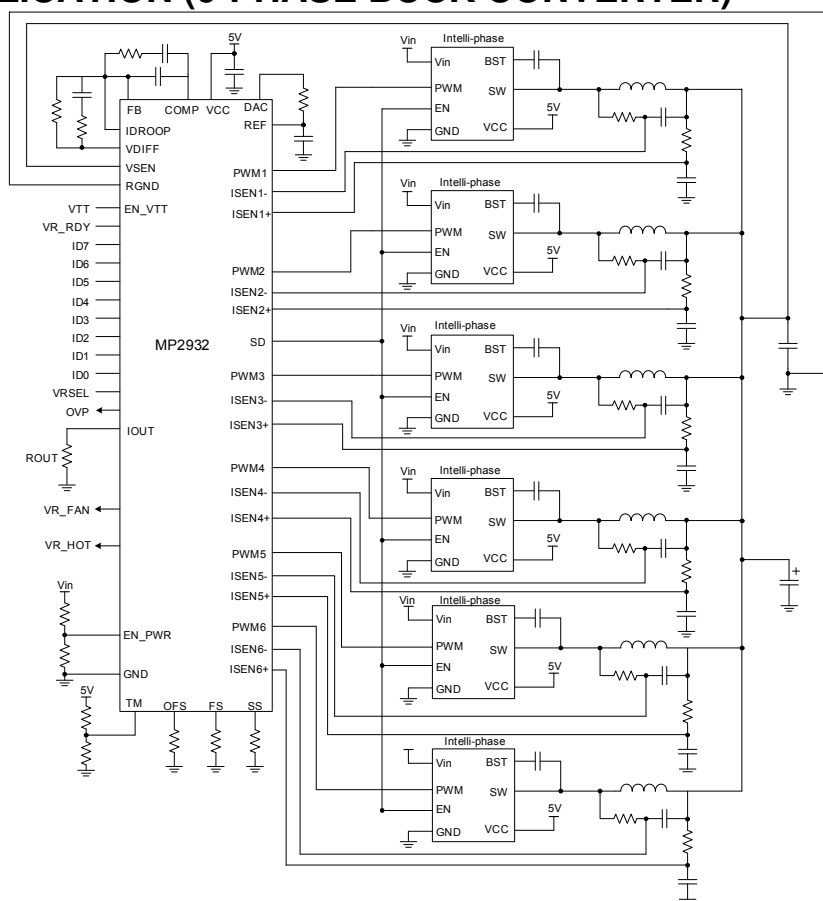 LICATION (6-PHASE BUCK CONVERTER)
5V
FB
COMP
VCC
DAC
REF
IDROOP
VDIFF
VSEN
RGND
VTT
EN_VTT
VR_RDY
ID7
ID6
ID5
ID4
ID3
ID2
ID1
ID0
VRSEL
OVP
IOUT
ROUT
VR_FAN
VR_HOT
Vin
EN_PWR
GND
5V
TM
OFS
FS
SS
MP2932
PWM1
ISEN1-
ISEN1+
PWM2
ISEN2-
ISEN2+
SD
PWM3
ISEN3-
ISEN3+
PWM4
ISEN4-
ISEN4+
PWM5
ISEN5-
ISEN5+
PWM6
ISEN6-
ISEN6+
Intelli-phase
Vin
Vin
BST
PWM
SW
EN
5V
GND
VCC
Intelli-phase
Vin
Vin
BST
PWM
SW
EN
5V
GND
VCC
Intelli-phase
Vin
Vin
BST
PWM
SW
EN
5V
GND
VCC
Intelli-phase
Vin
Vin
BST
PWM
SW
EN
5V
GND
VCC
Intelli-phase
Vin
Vin
BST
PWM
SW
EN
5V
GND
VCC
Intelli-phase
Vin
BST
PWM
SW
EN
5V
GND
VCC
+